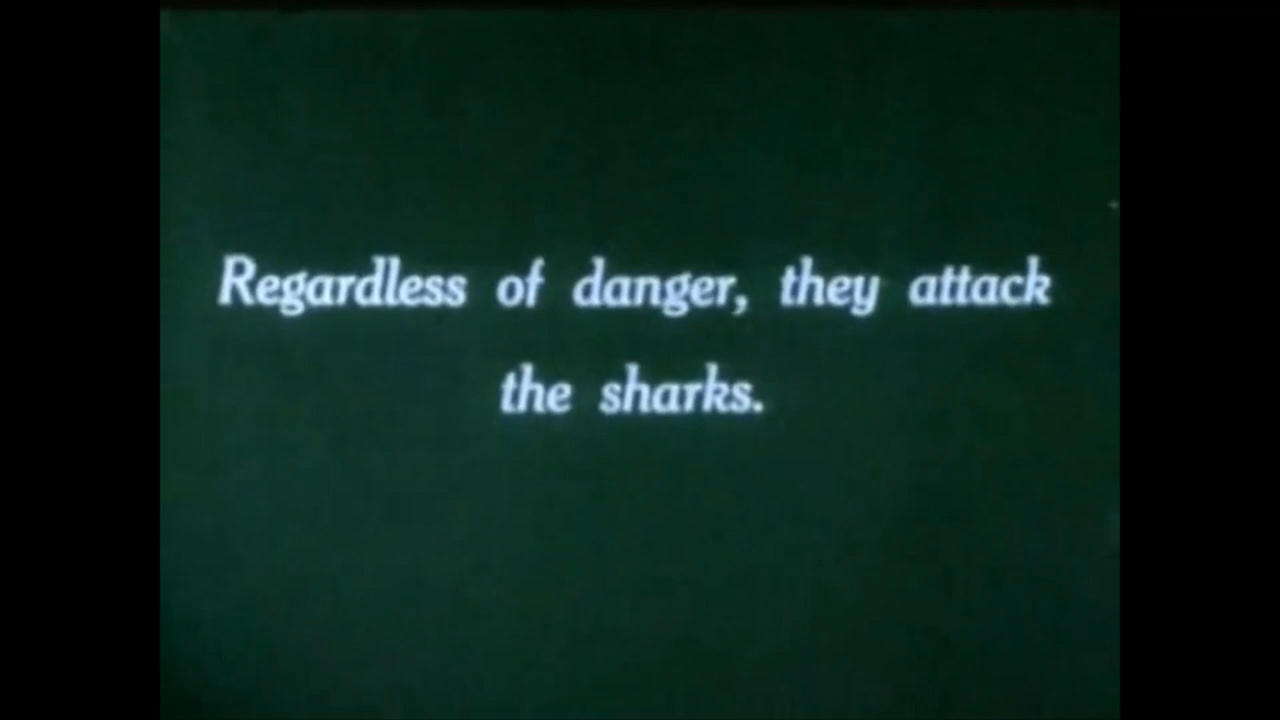 Regardless of danger, they attack
the sharks.